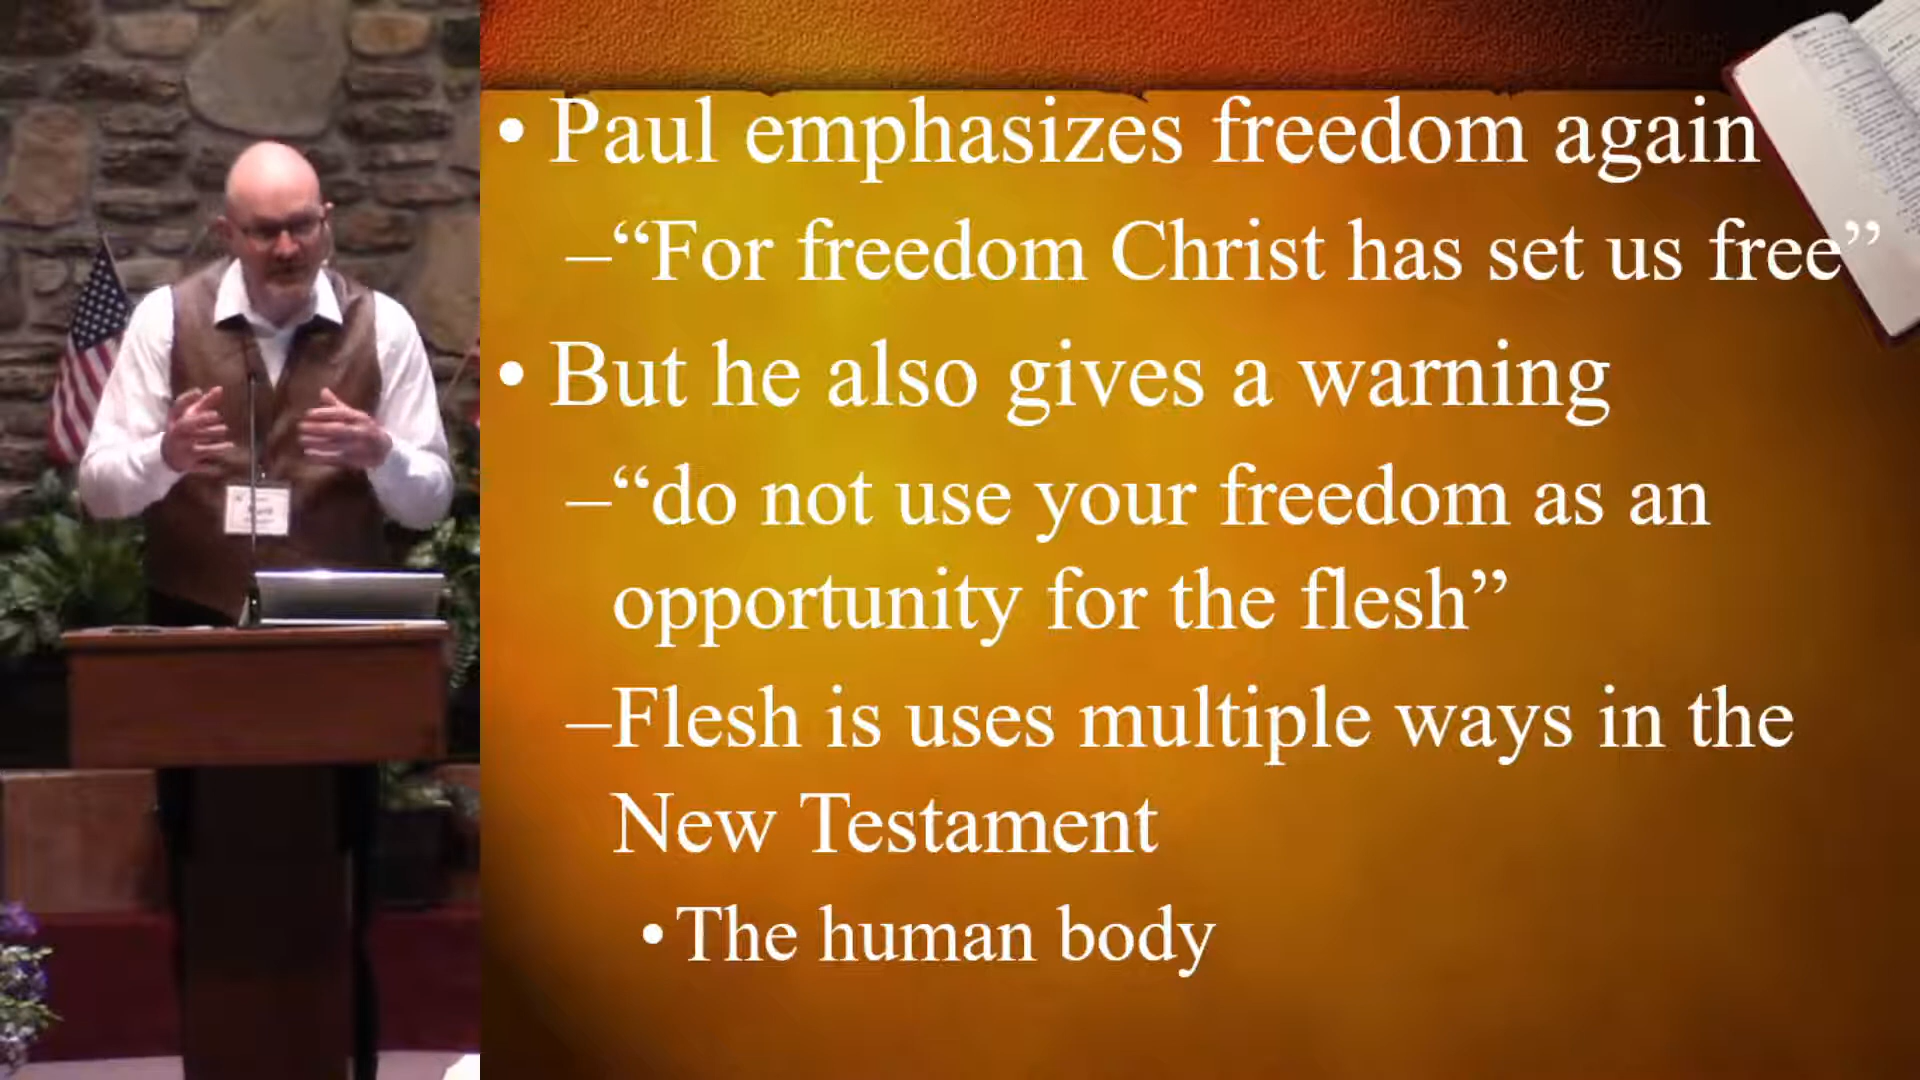 • Paul emphasizes freedom again
–“For freedom Christ has set us free”
• But he also gives a warning
–“do not use your freedom as an
opportunity for the flesh”
–Flesh is uses multiple ways in the
New Testament
• The human body